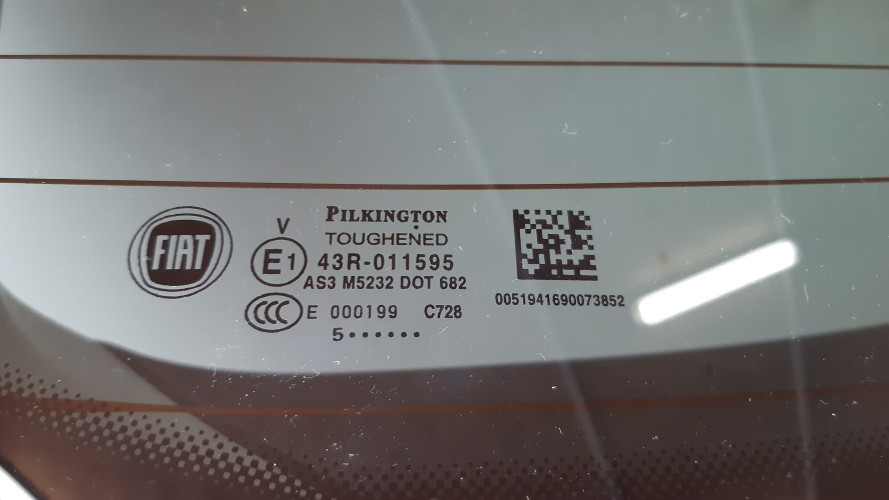 FIAT
PILKINGTON
V
TOUGHENED
E1 43R-011595
AS3 M5232 DOT 682
CCC E 000199 C728
5••••••
0051941690073852